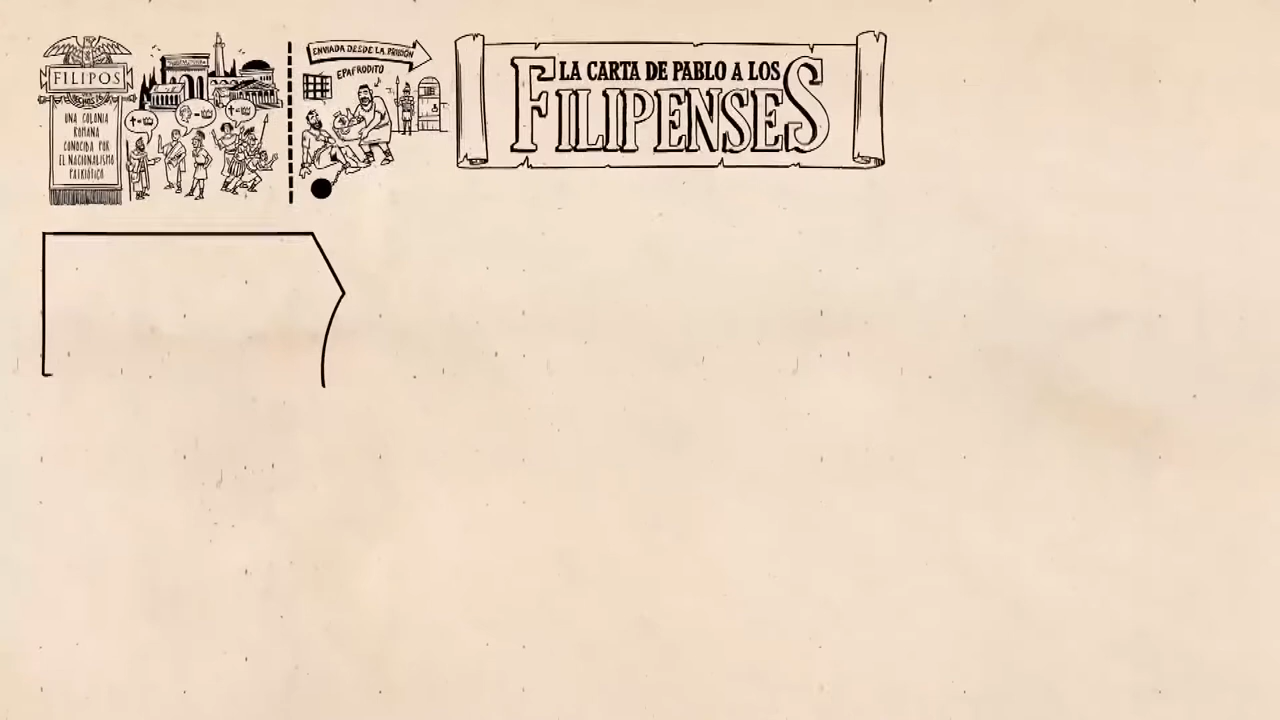 FILIPOS
UNA COLONIA
ROMANA
CONOCIDA POR
EL NACIONALISMO
PATRIÓTICO
ENVIADA DESDE LA PRISIÓN
EPAFRODITO
LA CARTA DE PABLO A LOS
FILIPENSES